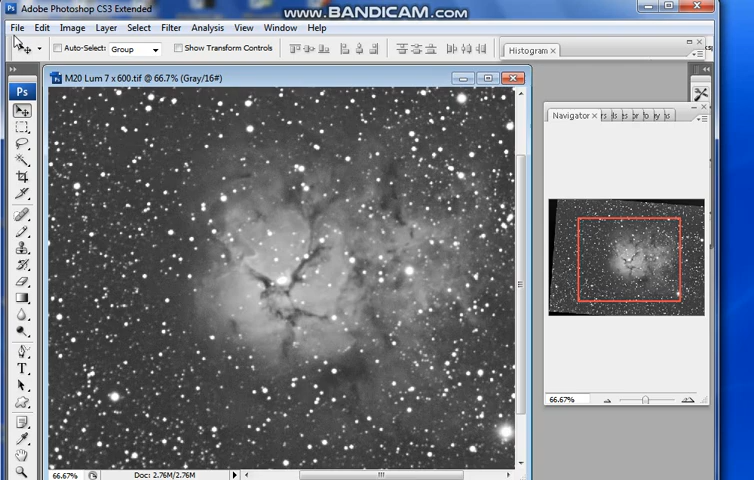 Adobe Photoshop CS3 Extended
www.BANDICAM.com
File Edit Image Layer Select Filter Analysis View Window Help
Auto-Select: Group Show Transform Controls
Histogram
M20 Lum 7 x 600.tif @ 66.7% (Gray/16#)
Ps
Navigator
T
66.67%
66.67% Doc: 2.76M/2.76M